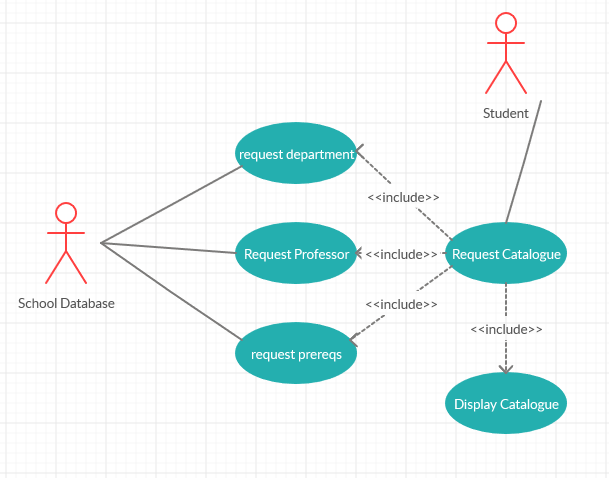 Student
request department
<<include>>
Request Professor
<<include>>
Request Catalogue
School Database
<<include>>
<<include>>
request prereqs
Display Catalogue